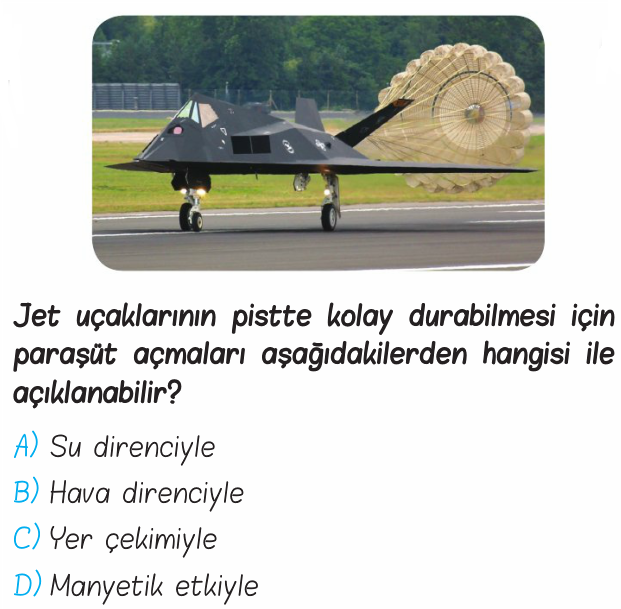 Jet uçaklarının pistte kolay durabilmesi için
paraşüt açmaları aşağıdakilerden hangisi ile
açıklanabilir?
A) Su direnciyle
B) Hava direnciyle
C) Yer çekimiyle
D) Manyetik etkiyle